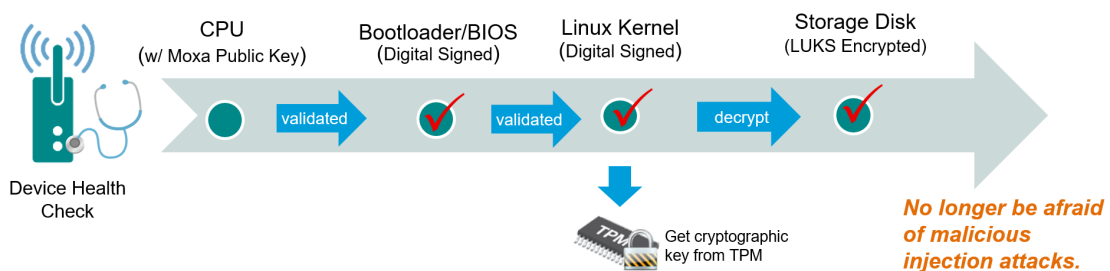 CPU
(w/ Moxa Public Key)
Bootloader/BIOS
(Digital Signed)
Linux Kernel
(Digital Signed)
Storage Disk
(LUKS Encrypted)
validated
validated
decrypt
Device Health
Check
TPM
Get cryptographic
key from TPM
No longer be afraid
of malicious
injection attacks.